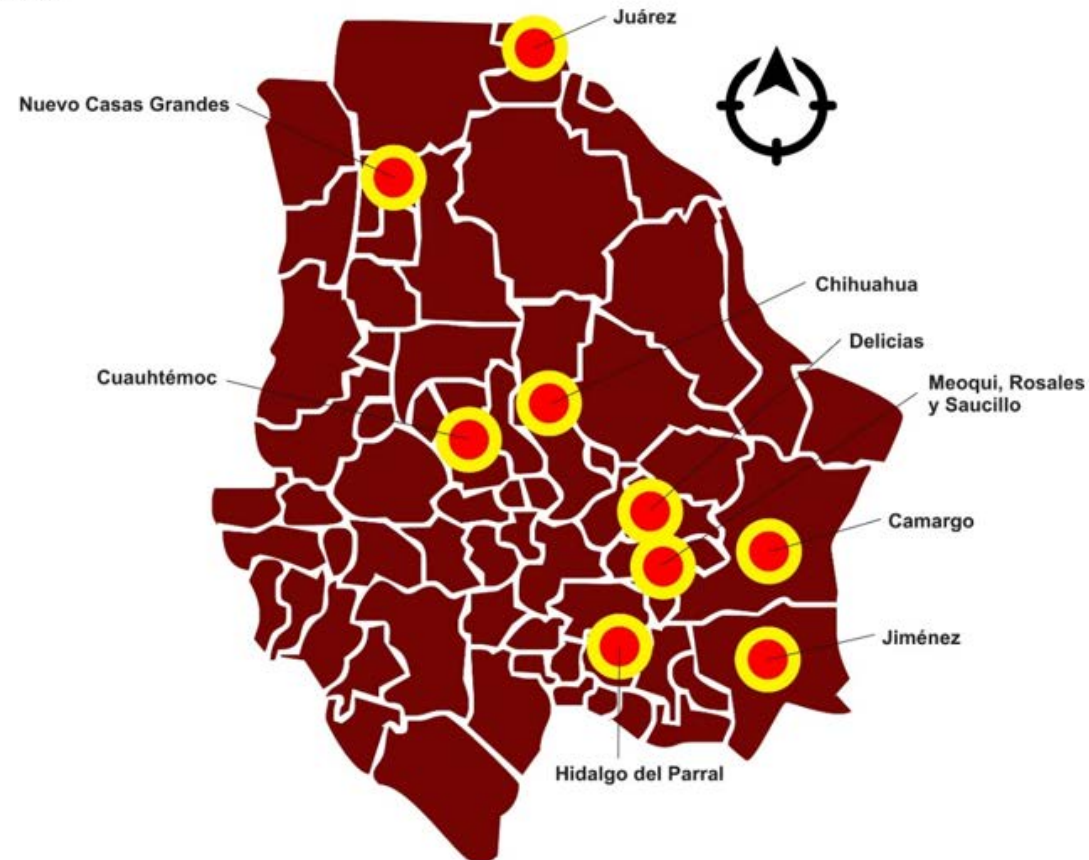 Juárez
Nuevo Casas Grandes
Chihuahua
Delicias
Cuauhtémoc
Meoqui, Rosales
y Saucillo
Camargo
Jiménez
Hidalgo del Parral